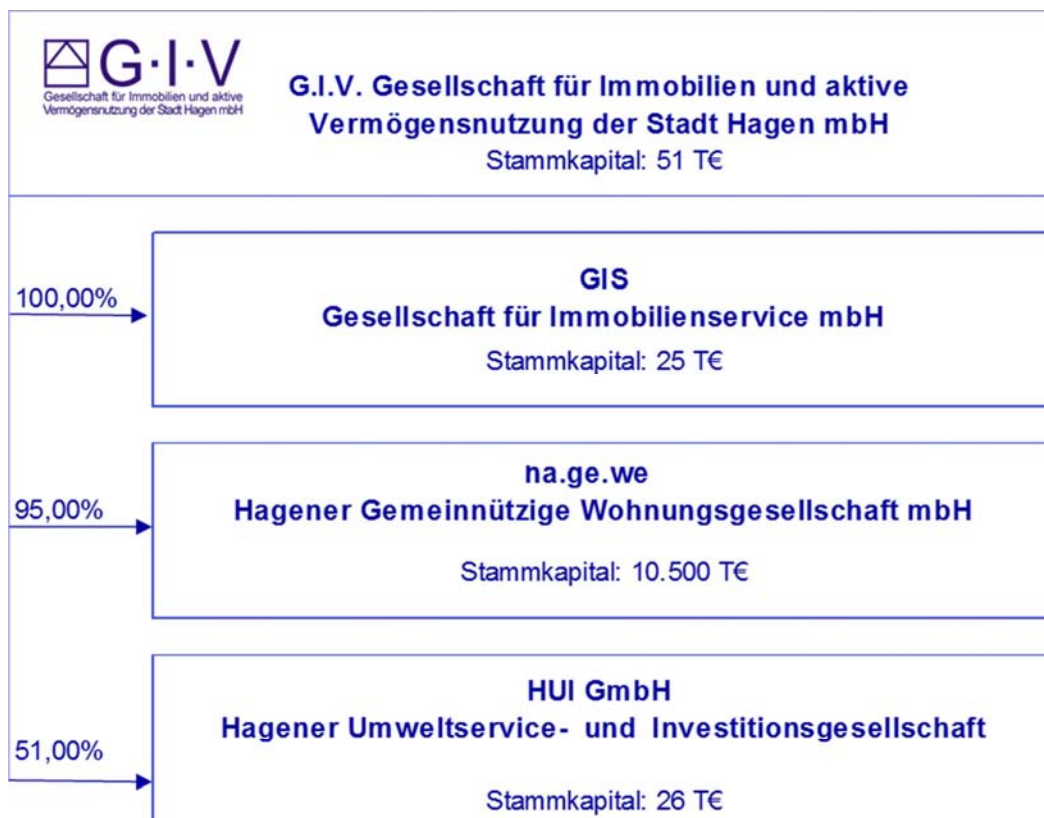 G·I·V
Gesellschaft für Immobilien und aktive
Vermögensnutzung der Stadt Hagen mbH
G.I.V. Gesellschaft für Immobilien und aktive
Vermögensnutzung der Stadt Hagen mbH
Stammkapital: 51 T€
100,00%
GIS
Gesellschaft für Immobilienservice mbH
Stammkapital: 25 T€
95,00%
ha.ge.we
Hagener Gemeinnützige Wohnungsgesellschaft mbH
Stammkapital: 10.500 T€
51,00%
HUI GmbH
Hagener Umweltservice- und Investitionsgesellschaft
Stammkapital: 26 T€